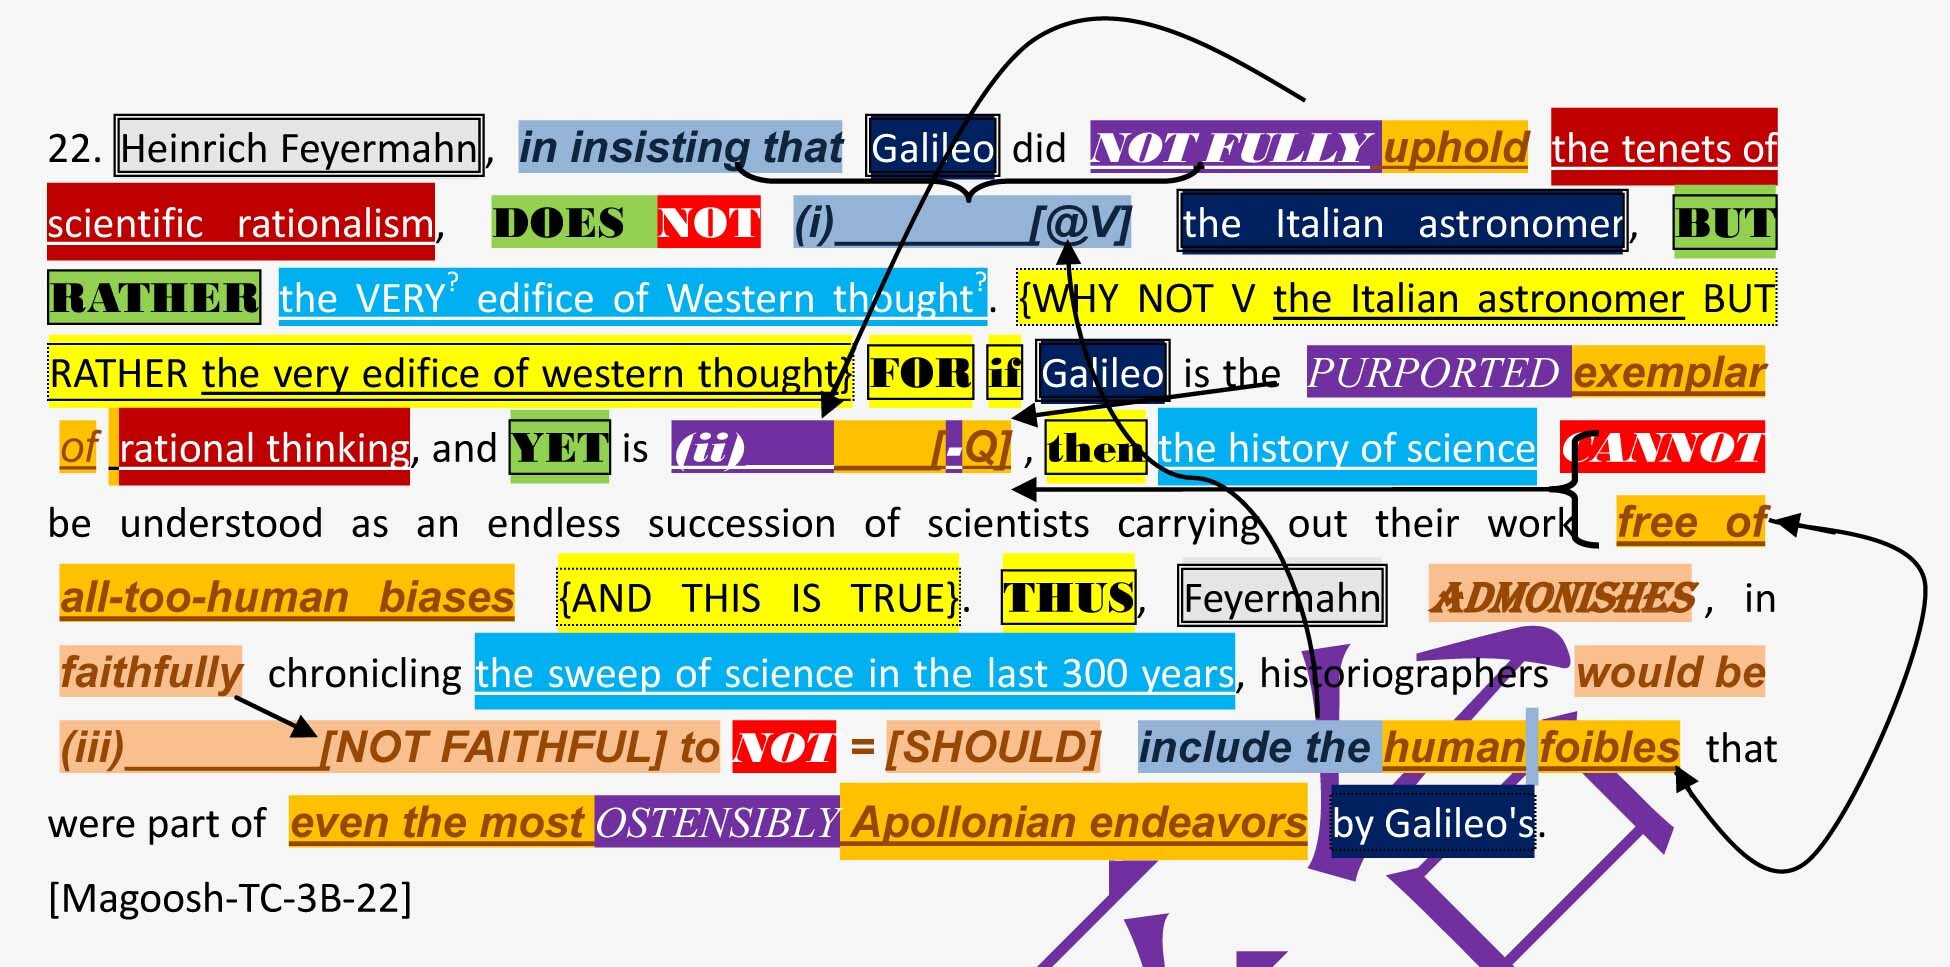 22. Heinrich Feyermahn, in insisting that Galileo did NOT FULLY uphold the tenets of
scientific rationalism, DOES NOT (i)________[@V] the Italian astronomer, BUT
RATHER the VERY? edifice of Western thought?. {WHY NOT V the Italian astronomer BUT
RATHER the very edifice of western thought} FOR if Galileo is the PURPORTED exemplar
of rational thinking, and YET is (ii)________[-Q] , then the history of science CANNOT
be understood as an endless succession of scientists carrying out their work free of
all-too-human biases {AND THIS IS TRUE}. THUS, Feyermahn ADMONISHES, in
faithfully chronicling the sweep of science in the last 300 years, historiographers would be
(iii)________[NOT FAITHFUL] to NOT = [SHOULD] include the human foibles that
were part of even the most OSTENSIBLY Apollonian endeavors by Galileo's.
[Magoosh-TC-3B-22]